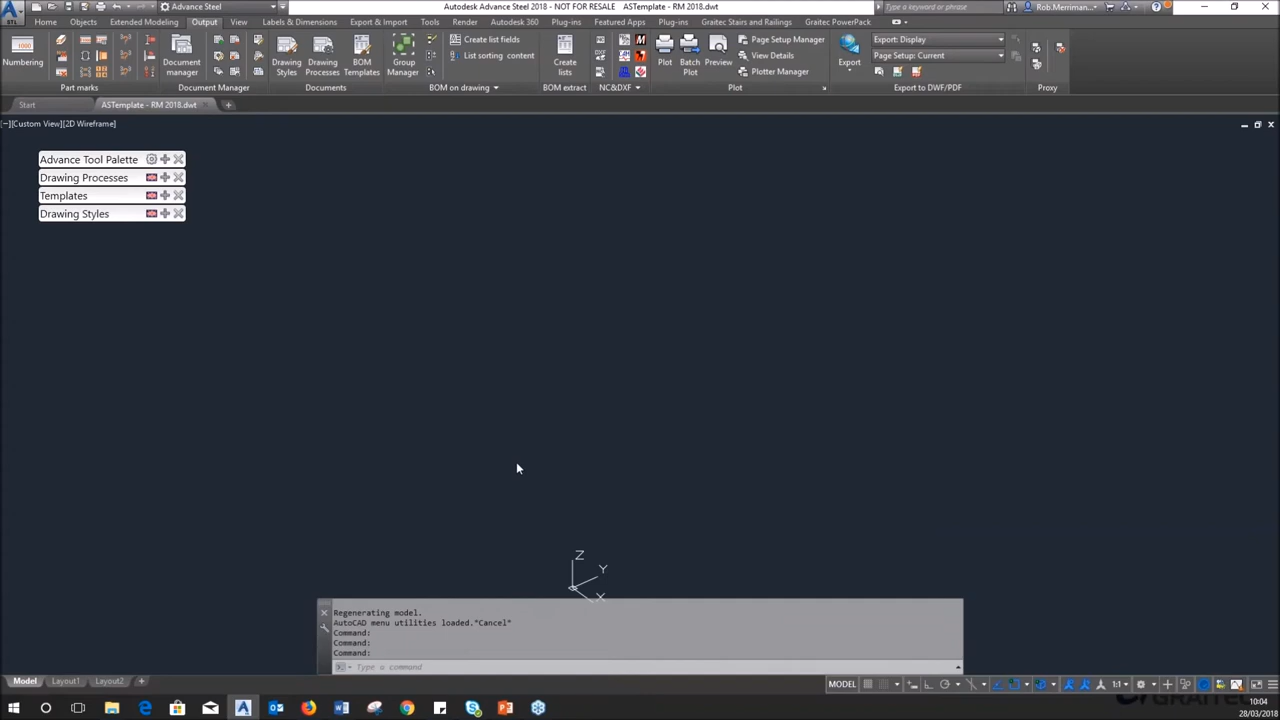 Advance Steel
Autodesk Advance Steel 2018 - NOT FOR RESALE ASTemplate - RM 2018.dwt
Type a keyword or phrase
Rob.Merriman...
Home Objects Extended Modeling Output View Labels & Dimensions Export & Import Tools Render Autodesk 360 Plug-ins Featured Apps Plug-ins Graitec Stairs and Railings Graitec PowerPack
Numbering
Document manager
Drawing Styles
Drawing Processes
BOM Templates
Group Manager
Create list fields
List sorting content
Create lists
Plot
Batch Plot
Preview
Page Setup Manager
View Details
Plotter Manager
Export
Export: Display
Page Setup: Current
Part marks Document Manager Documents BOM on drawing BOM extract NC&DXF Plot Export to DWF/PDF Proxy
Start ASTemplate - RM 2018.dwt
[−][Custom View][2D Wireframe]
Advance Tool Palette
Drawing Processes
Templates
Drawing Styles
Z
Y
X
Regenerating model.
AutoCAD menu utilities loaded."Cancel"
Command:
Command:
Command:
Type a command
Model Layout1 Layout2
MODEL
1:1
10:04
28/03/2018